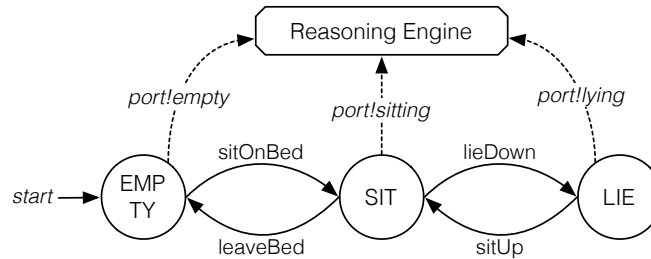 Reasoning Engine
port!empty
port!sitting
port!lying
sitOnBed
lieDown
start
EMP
TY
SIT
LIE
leaveBed
sitUp